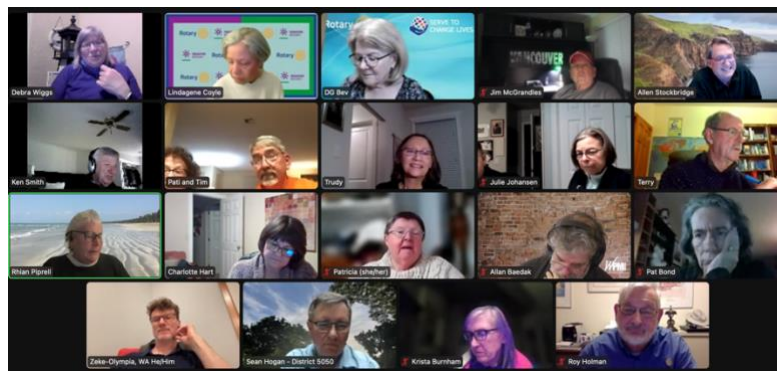 Debra Wiggs
Rotary
Rotary
Lindagene Coyle
Rotary
SERVE TO
CHANGE LIVES
DG Bev
VANCOUVER
Jim McGrandles
Allen Stockbridge
Ken Smith
Pati and Tim
Trudy
Julie Johansen
Terry
Rhian Piprell
Charlotte Hart
Patricia (she/her)
Allan Baedak
Pat Bond
Zeke-Olympia, WA He/Him
Sean Hogan - District 5050
Krista Burnham
Roy Holman